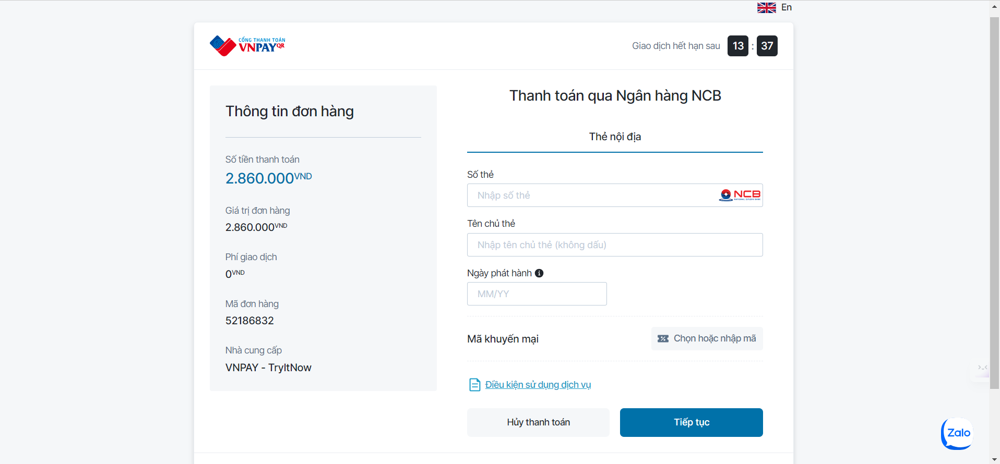 En
CỔNG THANH TOÁN
VNPAYQR
Giao dịch hết hạn sau 13 : 37
Thông tin đơn hàng
Số tiền thanh toán
2.860.000VND
Giá trị đơn hàng
2.860.000VND
Phí giao dịch
0VND
Mã đơn hàng
52186832
Nhà cung cấp
VNPAY - TryItNow
Thanh toán qua Ngân hàng NCB
Thẻ nội địa
Số thẻ
Nhập số thẻ
NCB
NATIONAL CITIZEN BANK
Tên chủ thẻ
Nhập tên chủ thẻ (không dấu)
Ngày phát hành
MM/YY
Mã khuyến mại
Chọn hoặc nhập mã
Điều kiện sử dụng dịch vụ
Hủy thanh toán
Tiếp tục
Zalo